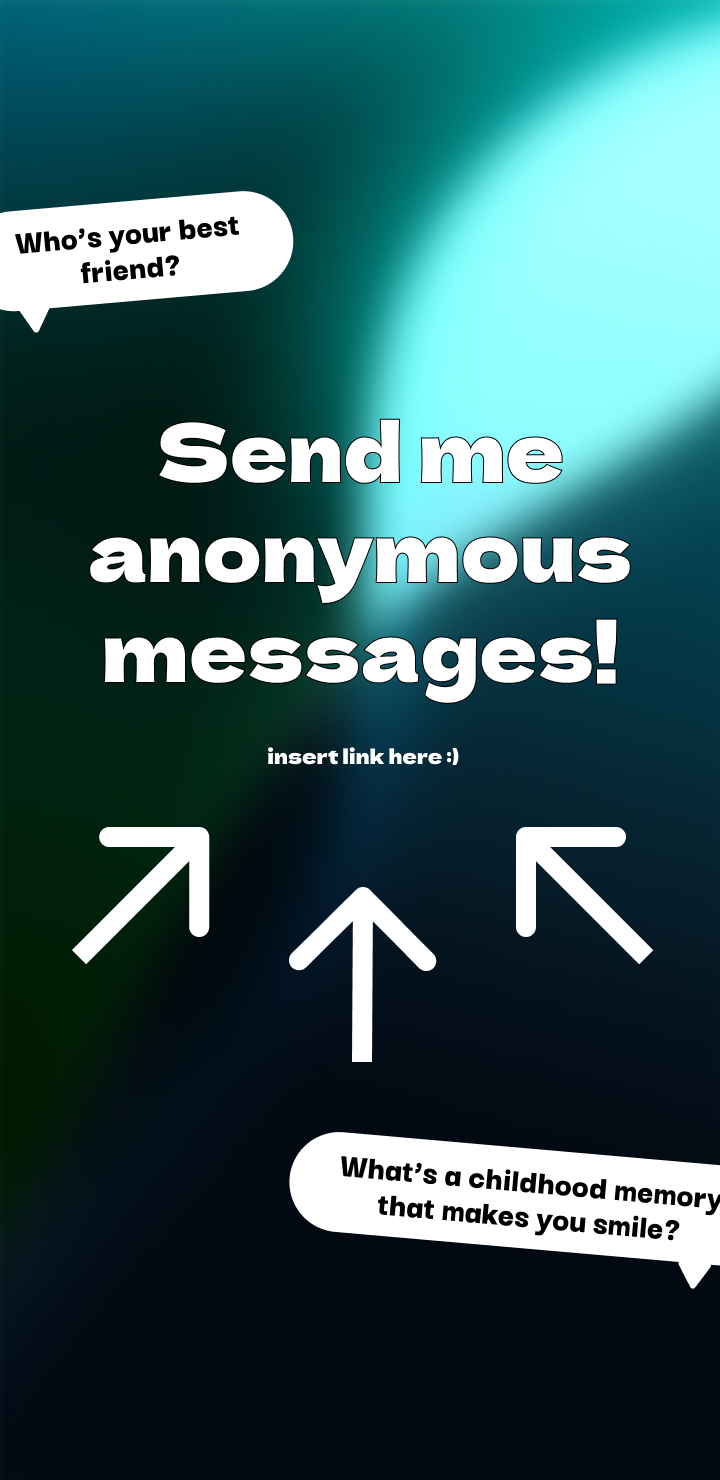 Who's your best
friend?
Send me
anonymous
messages!
insert link here :)
What's a childhood memory
that makes you smile?